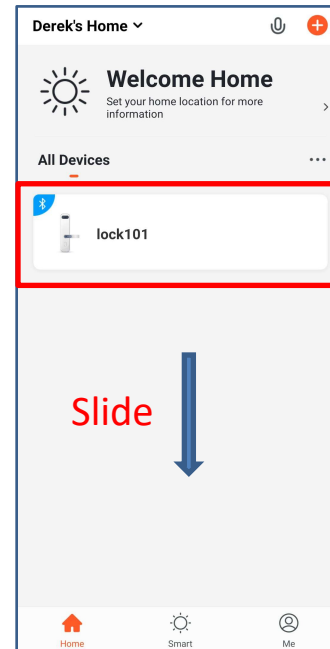 Derek's Home
Welcome Home
Set your home location for more
information
All Devices
lock101
Slide
Home
Smart
Me